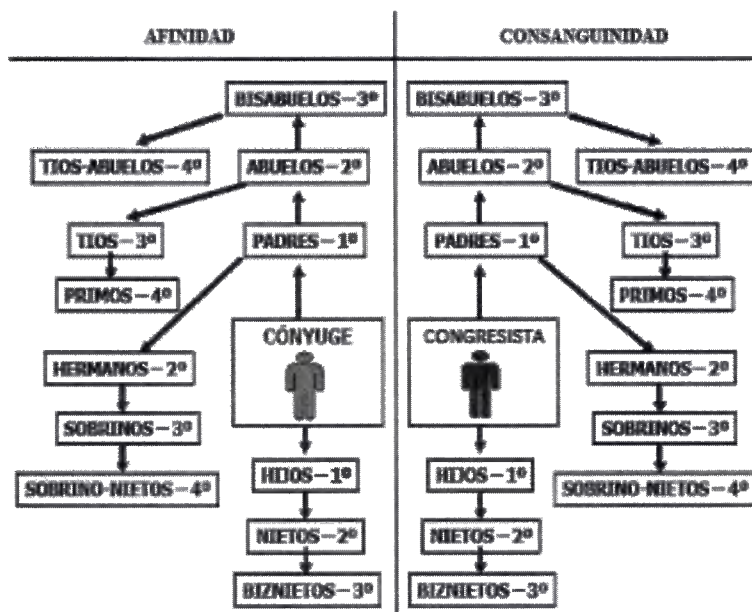 AFINIDAD
CONSANGUINIDAD
BISABUELOS-3º
BISABUELOS-3º
TIOS-ABUELOS-4º
ABUELOS-2º
ABUELOS-2º
TIOS-ABUELOS-4º
TIOS-3º
PADRES-1º
PADRES-1º
TIOS-3º
PRIMOS-4º
PRIMOS-4º
CÓNYUGE
CONGRESISTA
HERMANOS-2º
HERMANOS-2º
SOBRINOS-3º
SOBRINOS-3º
SOBRINO-NIETOS-4º
HIJOS-1º
HIJOS-1º
SOBRINO-NIETOS-4º
NIETOS-2º
NIETOS-2º
BIZNIETOS-3º
BIZNIETOS-3º